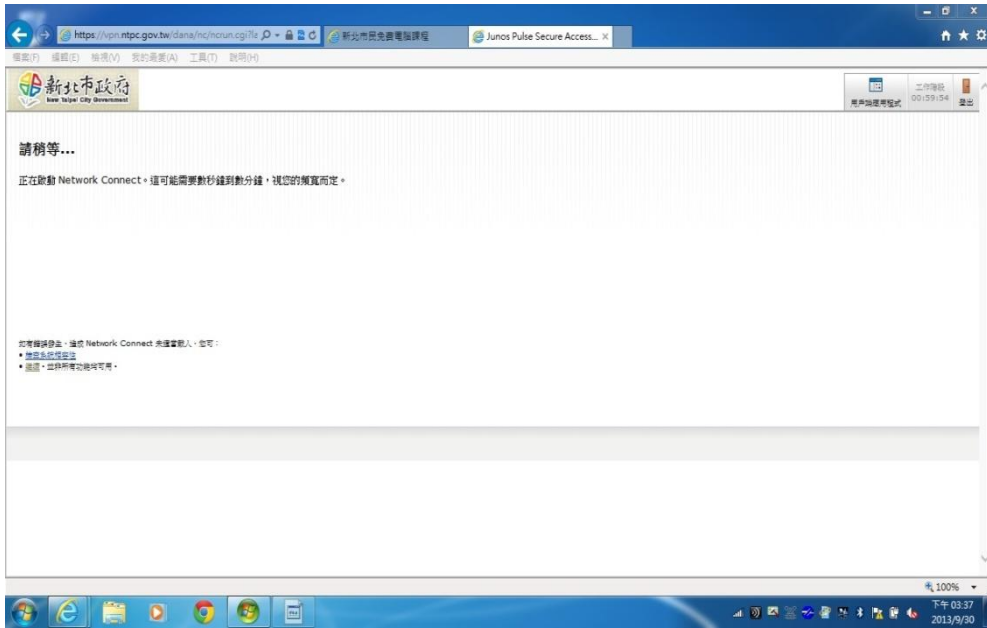 https://vpn.ntpc.gov.tw/dana/nc/ncrun.cgi?la
新北市民免費電腦課程
Junos Pulse Secure Access...
檔案(F) 編輯(E) 檢視(V) 我的最愛(A) 工具(T) 說明(H)
新北市政府
New Taipei City Government
用戶端應用程式
工作階段
00:59:54
登出
請稍等...
正在啟動 Network Connect。這可能需要數秒鐘到數分鐘，視您的頻寬而定。
如有錯誤發生，造成 Network Connect 未適當載入，您可：
• 檢查系統相容性
• 繼續，並非所有功能均可用。
100%
下午 03:37
2013/9/30